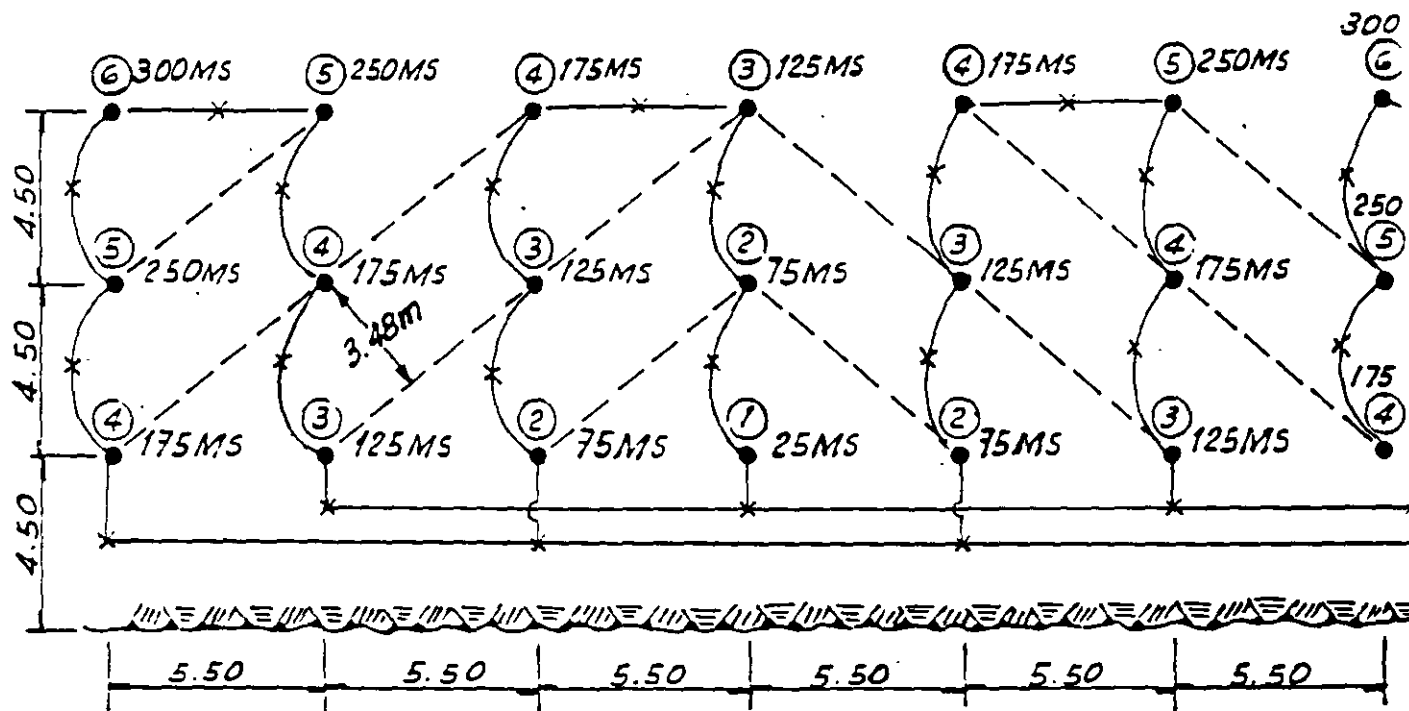 300
⑥ 300MS ⑤ 250MS ④ 175MS ③ 125MS ④ 175MS ⑤ 250MS ⑥
4.50
250
⑤ ④ ③ ② ③ ④ ⑤
250MS 175MS 125MS 75MS 125MS 175MS
3.48m
4.50
175
④ ③ ② ① ② ③ ④
175MS 125MS 75MS 25MS 75MS 125MS
4.50
5.50 5.50 5.50 5.50 5.50 5.50